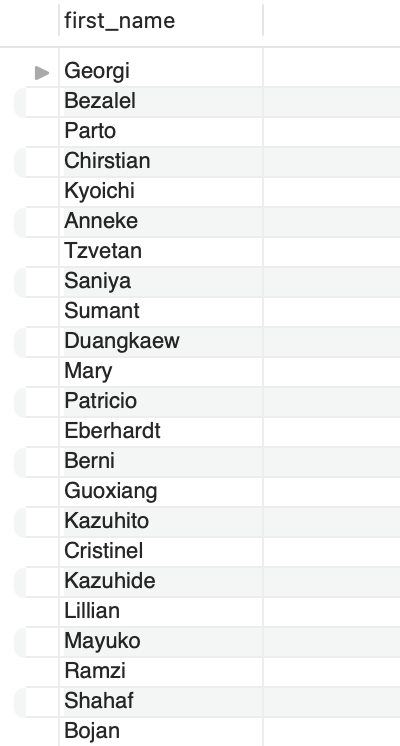 first_name
Georgi
Bezalel
Parto
Chirstian
Kyoichi
Anneke
Tzvetan
Saniya
Sumant
Duangkaew
Mary
Patricio
Eberhardt
Berni
Guoxiang
Kazuhito
Cristinel
Kazuhide
Lillian
Mayuko
Ramzi
Shahaf
Bojan